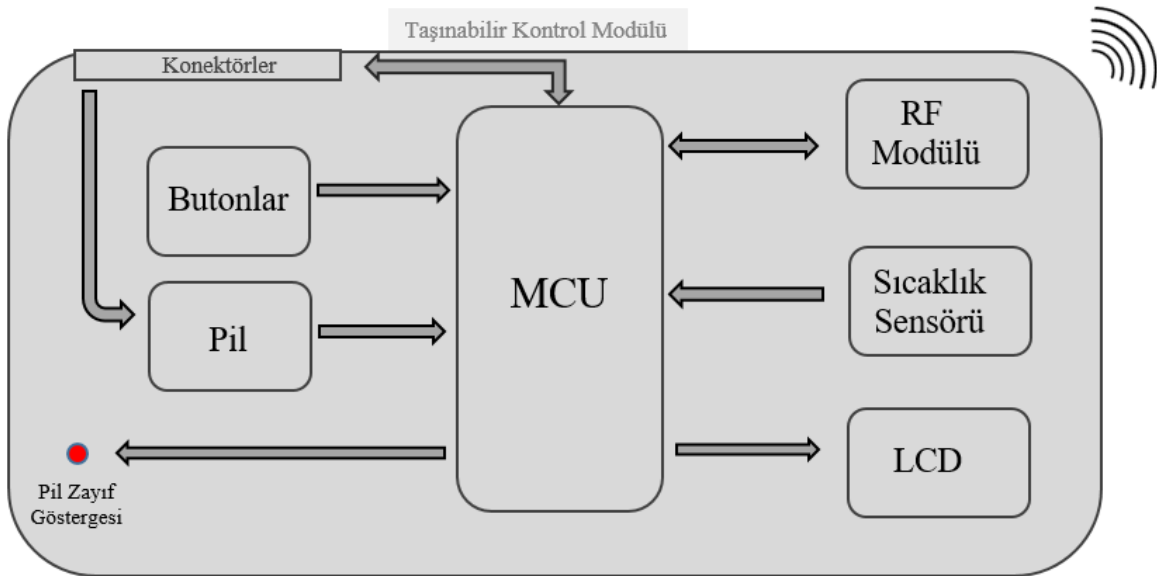 Taşınabilir Kontrol Modülü
Konektörler
RF
Modülü
Butonlar
MCU
Sıcaklık
Sensörü
Pil
LCD
Pil Zayıf
Göstergesi